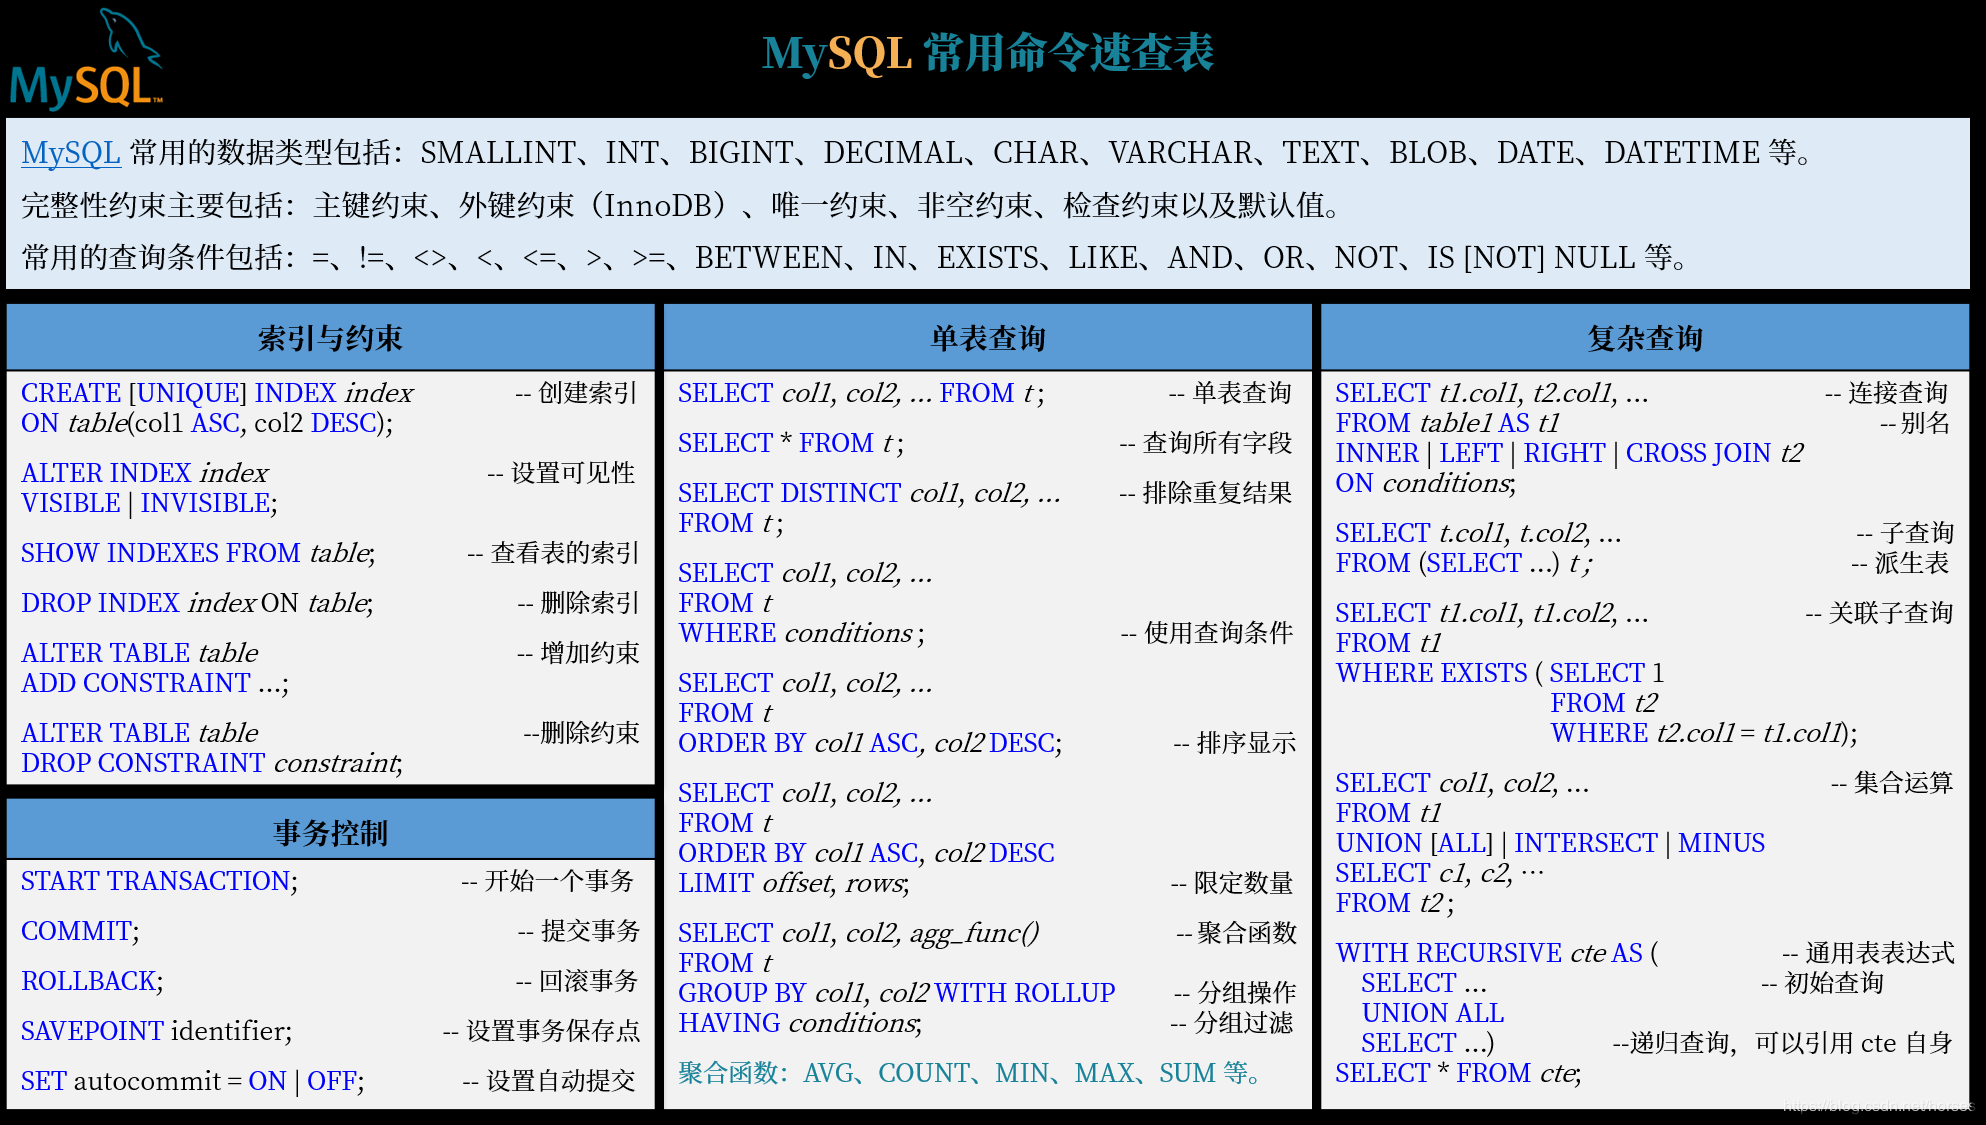 MySQL™
MySQL 常用命令速查表
MySQL 常用的数据类型包括：SMALLINT、INT、BIGINT、DECIMAL、CHAR、VARCHAR、TEXT、BLOB、DATE、DATETIME 等。
完整性约束主要包括：主键约束、外键约束（InnoDB）、唯一约束、非空约束、检查约束以及默认值。
常用的查询条件包括：=、!=、<>、<、<=、>、>=、BETWEEN、IN、EXISTS、LIKE、AND、OR、NOT、IS [NOT] NULL 等。
索引与约束
CREATE [UNIQUE] INDEX index -- 创建索引
ON table(col1 ASC, col2 DESC);
ALTER INDEX index -- 设置可见性
VISIBLE | INVISIBLE;
SHOW INDEXES FROM table; -- 查看表的索引
DROP INDEX index ON table; -- 删除索引
ALTER TABLE table -- 增加约束
ADD CONSTRAINT …;
ALTER TABLE table --删除约束
DROP CONSTRAINT constraint;
事务控制
START TRANSACTION; -- 开始一个事务
COMMIT; -- 提交事务
ROLLBACK; -- 回滚事务
SAVEPOINT identifier; -- 设置事务保存点
SET autocommit = ON | OFF; -- 设置自动提交
单表查询
SELECT col1, col2, … FROM t ; -- 单表查询
SELECT * FROM t ; -- 查询所有字段
SELECT DISTINCT col1, col2, … -- 排除重复结果
FROM t ;
SELECT col1, col2, …
FROM t
WHERE conditions ; -- 使用查询条件
SELECT col1, col2, …
FROM t
ORDER BY col1 ASC, col2 DESC; -- 排序显示
SELECT col1, col2, …
FROM t
ORDER BY col1 ASC, col2 DESC
LIMIT offset, rows; -- 限定数量
SELECT col1, col2, agg_func() -- 聚合函数
FROM t
GROUP BY col1, col2 WITH ROLLUP -- 分组操作
HAVING conditions; -- 分组过滤
聚合函数：AVG、COUNT、MIN、MAX、SUM 等。
复杂查询
SELECT t1.col1, t2.col1, … -- 连接查询
FROM table1 AS t1 -- 别名
INNER | LEFT | RIGHT | CROSS JOIN t2
ON conditions;
SELECT t.col1, t.col2, … -- 子查询
FROM (SELECT …) t ; -- 派生表
SELECT t1.col1, t1.col2, … -- 关联子查询
FROM t1
WHERE EXISTS ( SELECT 1
FROM t2
WHERE t2.col1 = t1.col1);
SELECT col1, col2, … -- 集合运算
FROM t1
UNION [ALL] | INTERSECT | MINUS
SELECT c1, c2, …
FROM t2 ;
WITH RECURSIVE cte AS ( -- 通用表表达式
SELECT … -- 初始查询
UNION ALL
SELECT …) --递归查询，可以引用 cte 自身
SELECT * FROM cte;
https://blog.csdn.net/horses